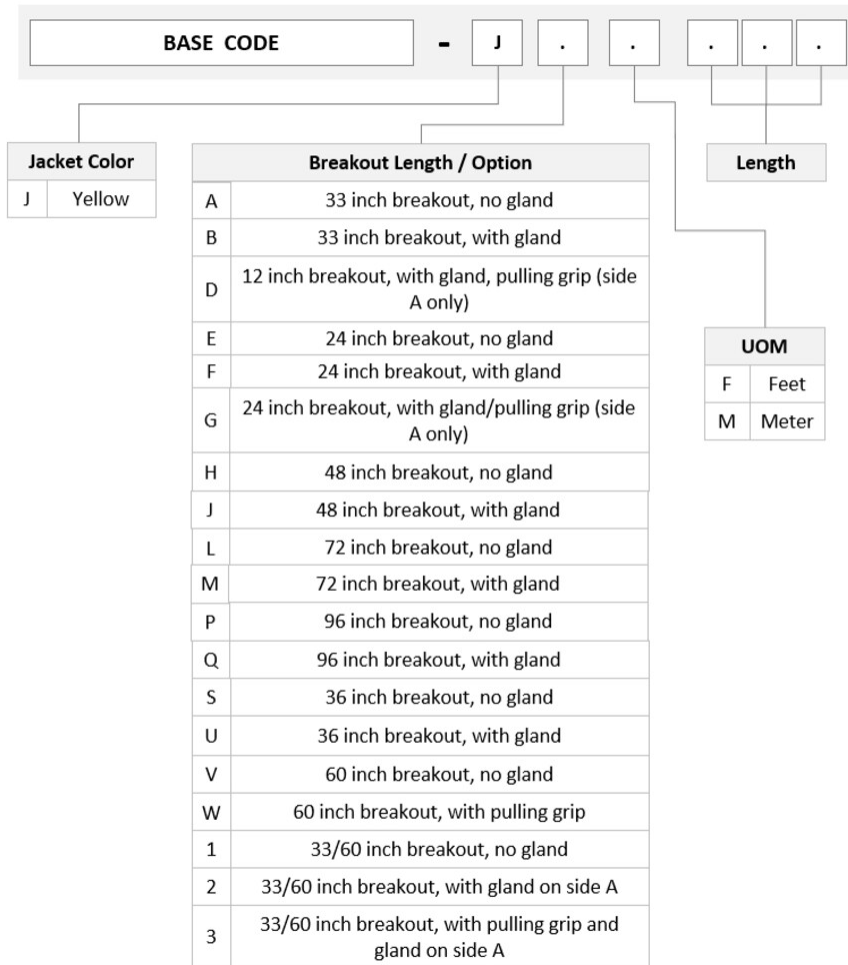 BASE CODE - J . . . . .
Jacket Color
J Yellow
Breakout Length / Option
A 33 inch breakout, no gland
B 33 inch breakout, with gland
D 12 inch breakout, with gland, pulling grip (side
A only)
E 24 inch breakout, no gland
F 24 inch breakout, with gland
G 24 inch breakout, with gland/pulling grip (side
A only)
H 48 inch breakout, no gland
J 48 inch breakout, with gland
L 72 inch breakout, no gland
M 72 inch breakout, with gland
P 96 inch breakout, no gland
Q 96 inch breakout, with gland
S 36 inch breakout, no gland
U 36 inch breakout, with gland
V 60 inch breakout, no gland
W 60 inch breakout, with pulling grip
1 33/60 inch breakout, no gland
2 33/60 inch breakout, with gland on side A
3 33/60 inch breakout, with pulling grip and
gland on side A
Length
UOM
F Feet
M Meter